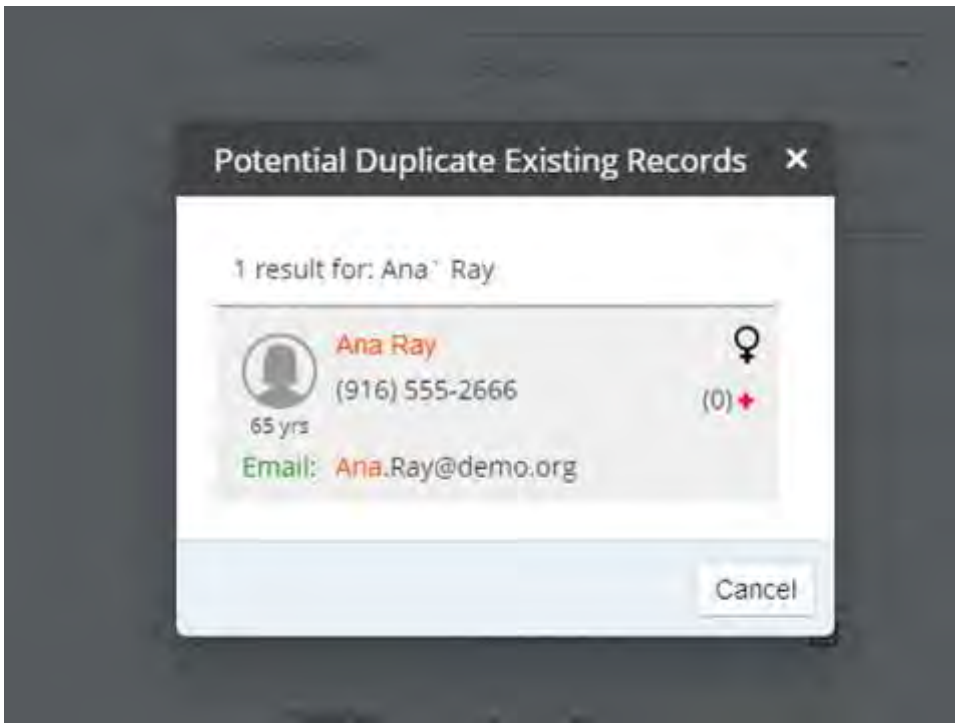 Potential Duplicate Existing Records ×
1 result for: Ana` Ray
Ana Ray
(916) 555-2666
(0) +
65 yrs
Email: Ana.Ray@demo.org
Cancel